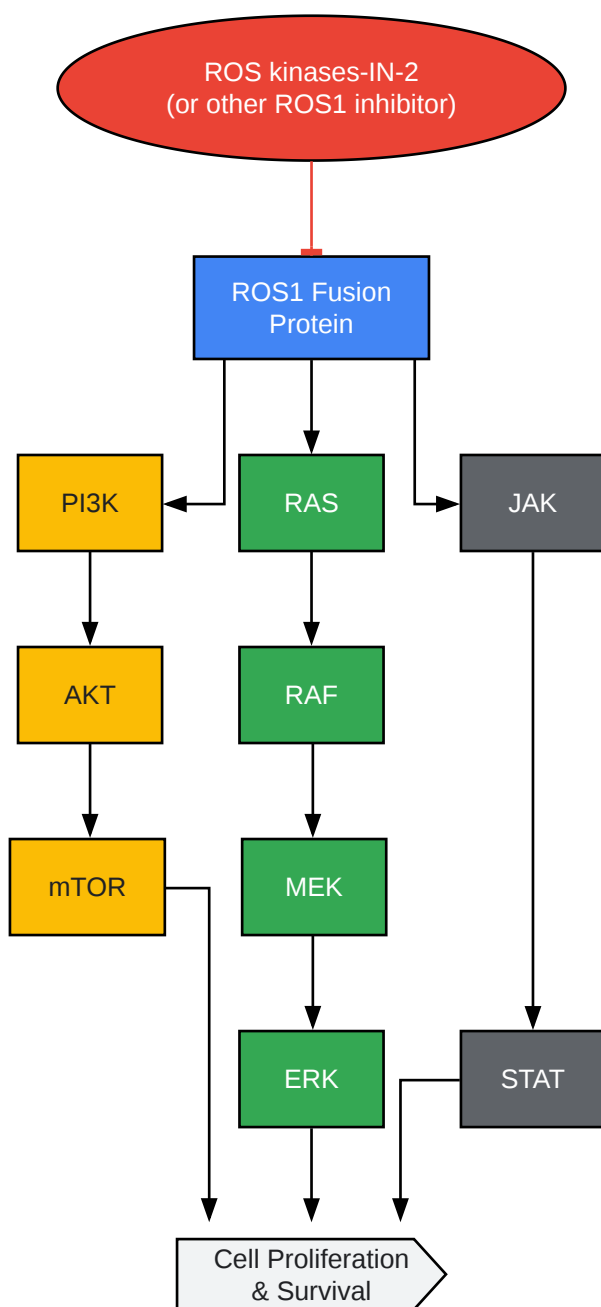 ROS kinases-IN-2
(or other ROS1 inhibitor)
ROS1 Fusion
Protein
PI3K
RAS
JAK
AKT
RAF
mTOR
MEK
ERK
STAT
Cell Proliferation
& Survival